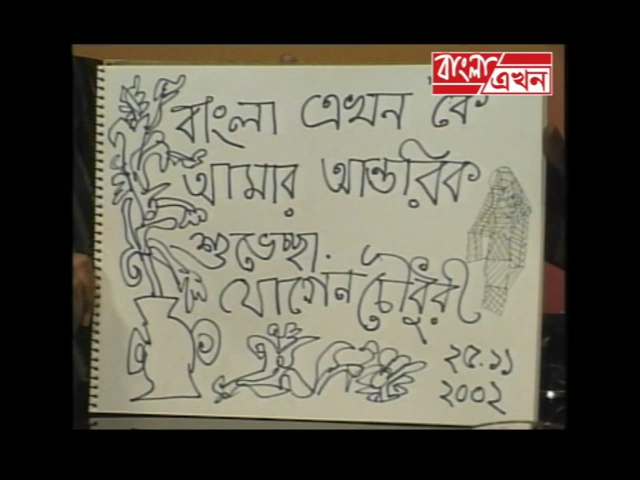 বাংলা এখন
বাংলা এখন কে
আমার আন্তরিক
শুভেচ্ছা.
যোগেন চৌধুরী
২৫.১১
২০০২